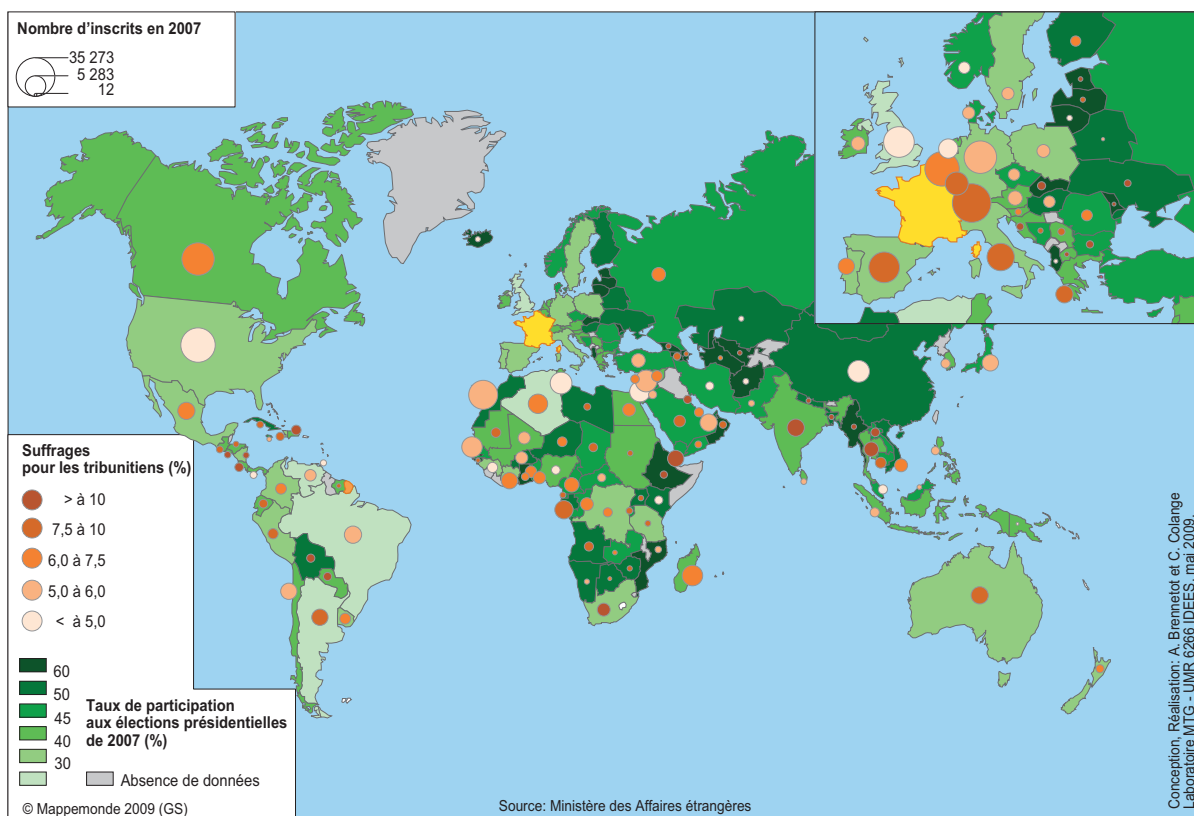 Nombre d’inscrits en 2007
35 273
5 283
12
Suffrages
pour les tribunitiens (%)
> à 10
7,5 à 10
6,0 à 7,5
5,0 à 6,0
< à 5,0
60
50
45
40
30
Taux de participation
aux élections présidentielles
de 2007 (%)
Absence de données
© Mappemonde 2009 (GS)
Source: Ministère des Affaires étrangères
Conception, Réalisation: A. Brennetot et C. Colange
Laboratoire MTG - UMR 6266 IDEES, mai 2009.